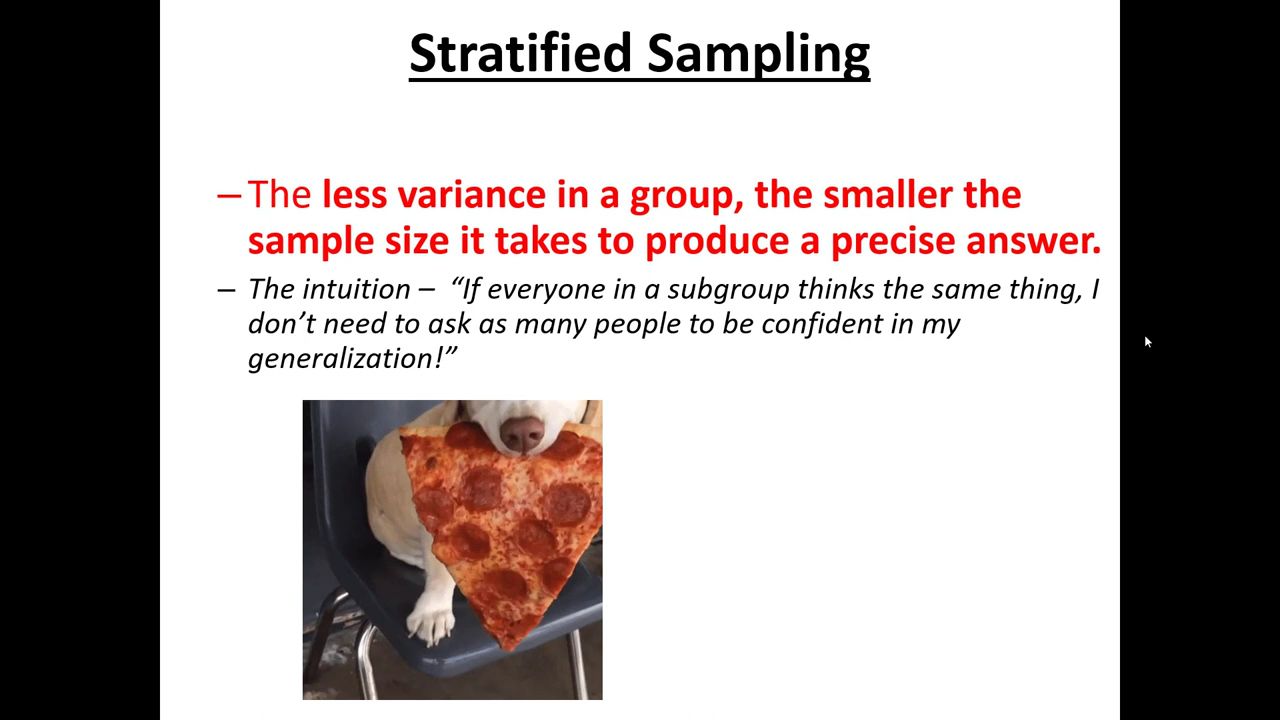 Stratified Sampling
– The less variance in a group, the smaller the
sample size it takes to produce a precise answer.
– The intuition – “If everyone in a subgroup thinks the same thing, I
don’t need to ask as many people to be confident in my
generalization!”